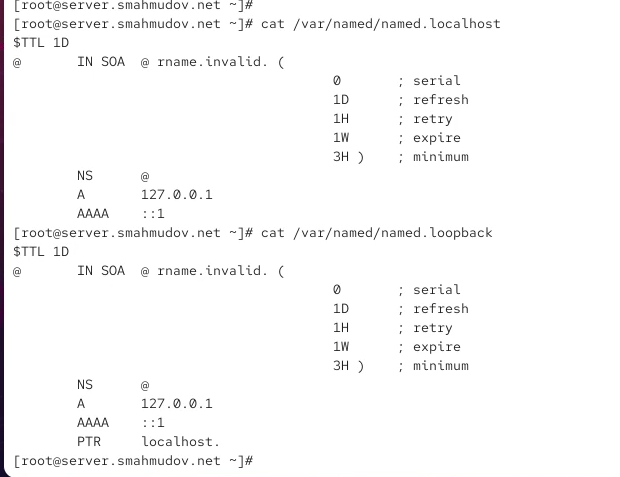 [root@server.smahmudov.net ~]#
[root@server.smahmudov.net ~]# cat /var/named/named.localhost
$TTL 1D
@       IN SOA  @ rname.invalid. (
                                        0       ; serial
                                        1D      ; refresh
                                        1H      ; retry
                                        1W      ; expire
                                        3H )    ; minimum
        NS      @
        A       127.0.0.1
        AAAA    ::1
[root@server.smahmudov.net ~]# cat /var/named/named.loopback
$TTL 1D
@       IN SOA  @ rname.invalid. (
                                        0       ; serial
                                        1D      ; refresh
                                        1H      ; retry
                                        1W      ; expire
                                        3H )    ; minimum
        NS      @
        A       127.0.0.1
        AAAA    ::1
        PTR     localhost.
[root@server.smahmudov.net ~]#